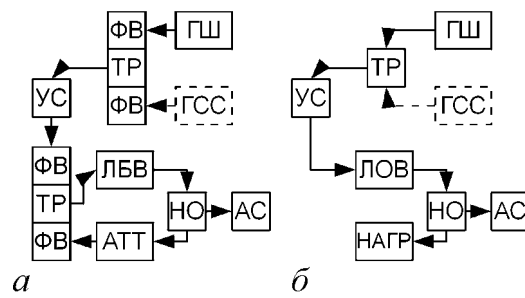 ФВ ГШ ТР
ТР ГШ
УС ТР
ФВ ГСС УС ГСС
ФВ ЛБВ ЛОВ
ТР НО АС НО АС
ФВ АТТ НАГР
а б